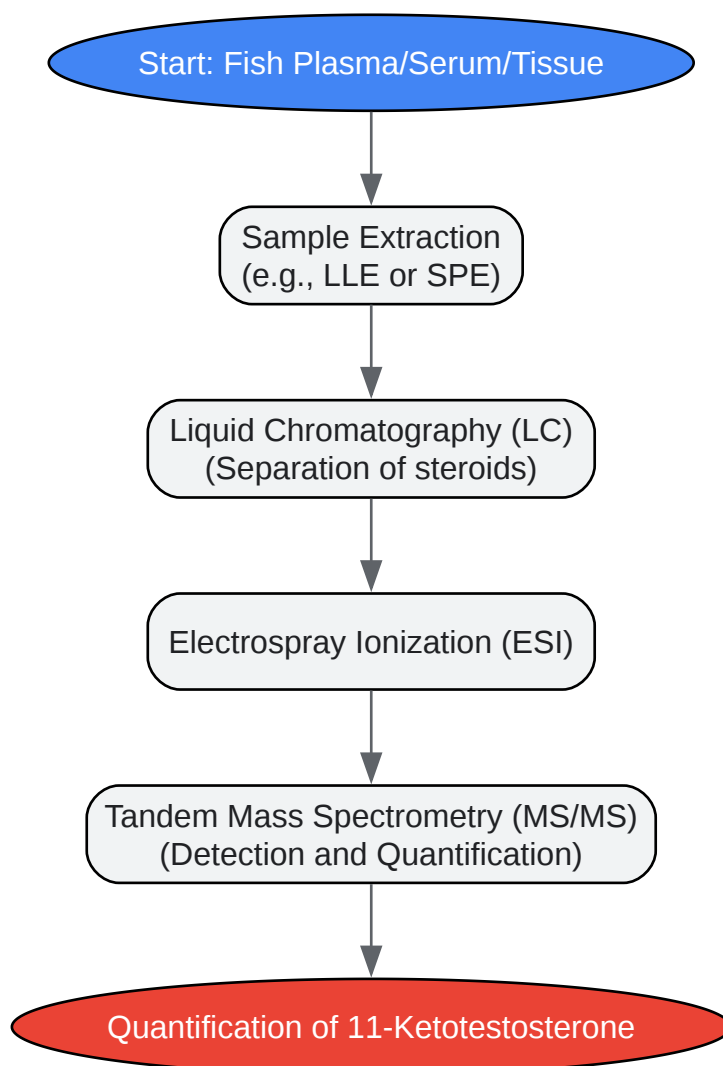 Start: Fish Plasma/Serum/Tissue
Sample Extraction
(e.g., LLE or SPE)
Liquid Chromatography (LC)
(Separation of steroids)
Electrospray Ionization (ESI)
Tandem Mass Spectrometry (MS/MS)
(Detection and Quantification)
Quantification of 11-Ketotestosterone